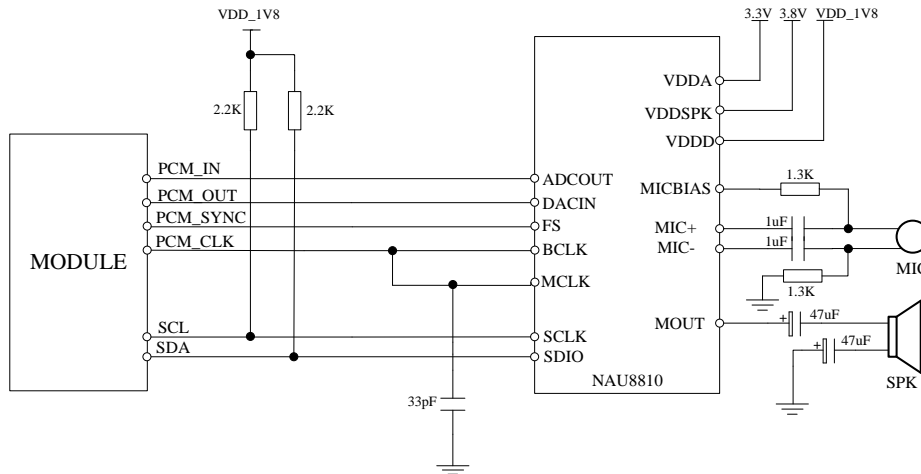 VDD_1V8
3.3V 3.8V VDD_1V8
VDDA
2.2K
2.2K
VDDSPK
VDDD
PCM_IN
ADCOUT
MICBIAS
1.3K
PCM_OUT
DACIN
PCM_SYNC
FS
MIC+
1uF
PCM_CLK
BCLK
MIC-
1uF
MODULE
MIC
MCLK
1.3K
SCL
SCLK
MOUT
+
47uF
SDA
SDIO
+
47uF
NAU8810
SPK
33pF